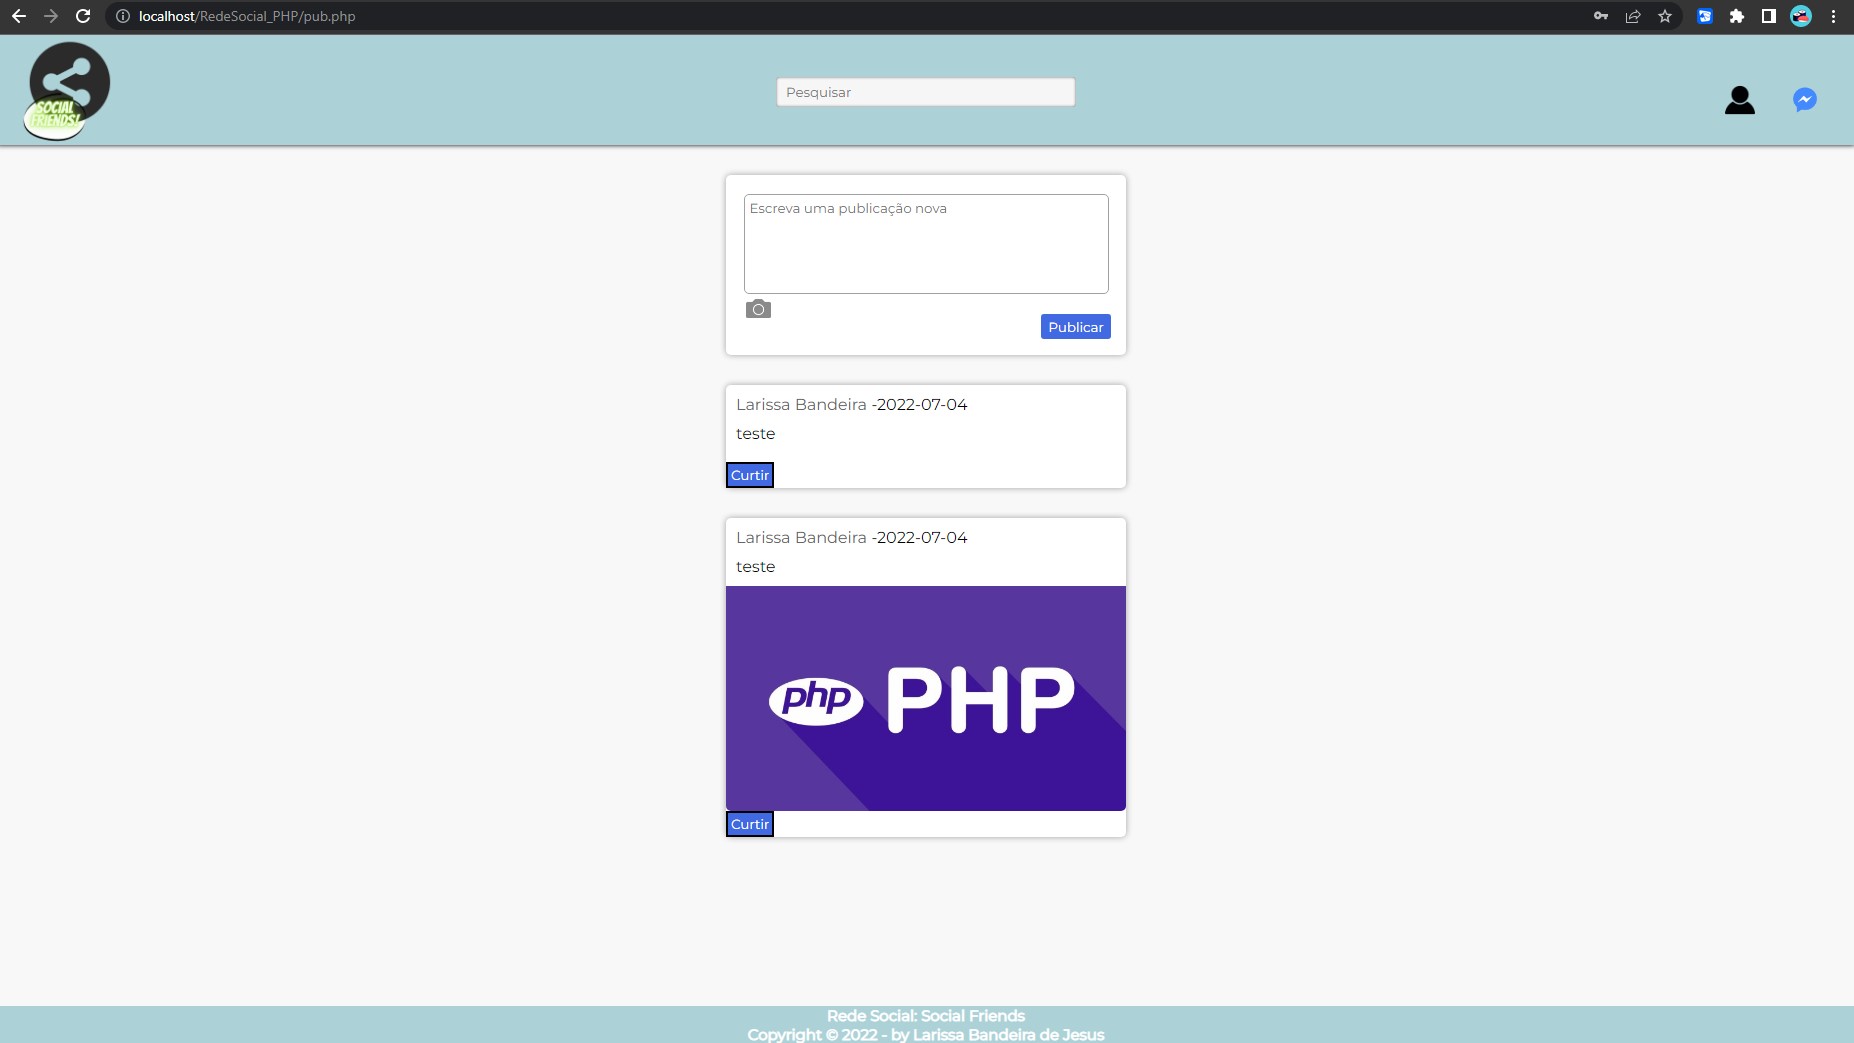 localhost/RedeSocial_PHP/pub.php
SOCIAL
FRIENDS!
Pesquisar
Escreva uma publicação nova
Publicar
Larissa Bandeira -2022-07-04
teste
Curtir
Larissa Bandeira -2022-07-04
teste
php PHP
Curtir
Rede Social: Social Friends
Copyright © 2022 - by Larissa Bandeira de Jesus